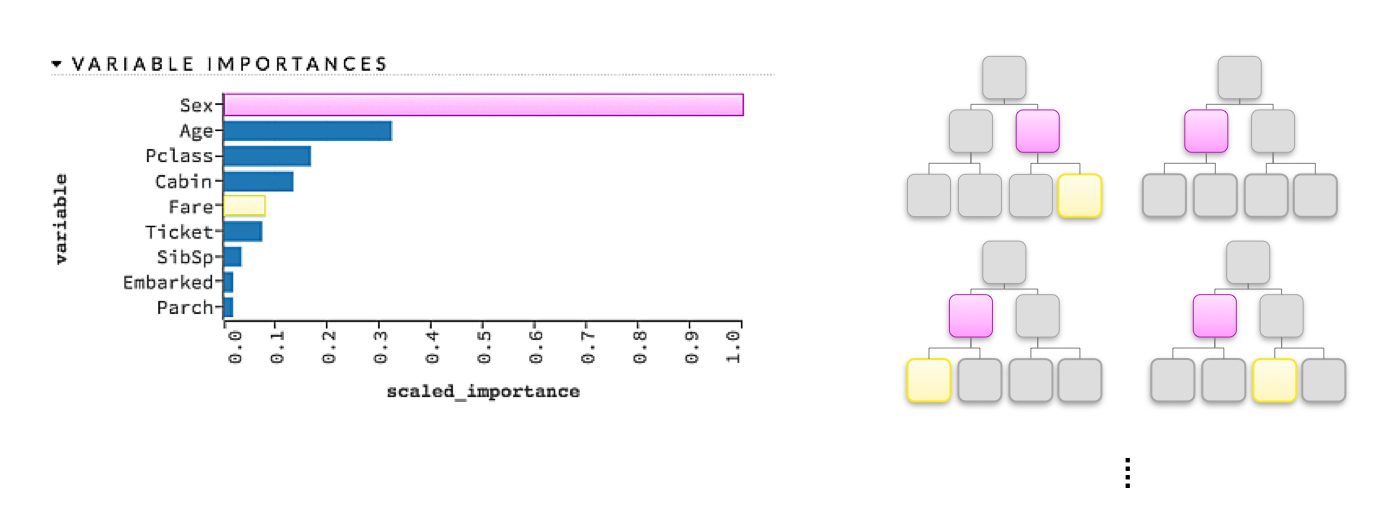 VARIABLE IMPORTANCES
variable
Sex
Age
Pclass
Cabin
Fare
Ticket
SibSp
Embarked
Parch
0.0 0.1 0.2 0.3 0.4 0.5 0.6 0.7 0.8 0.9 1.0
scaled_importance